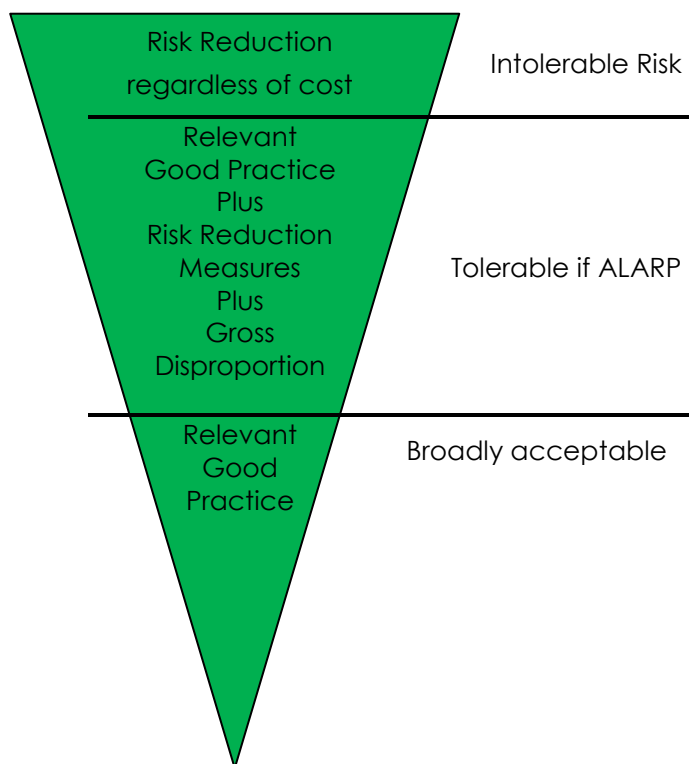 Risk Reduction
regardless of cost
Intolerable Risk
Relevant
Good Practice
Plus
Risk Reduction
Measures
Plus
Gross
Disproportion
Tolerable if ALARP
Relevant
Good
Practice
Broadly acceptable